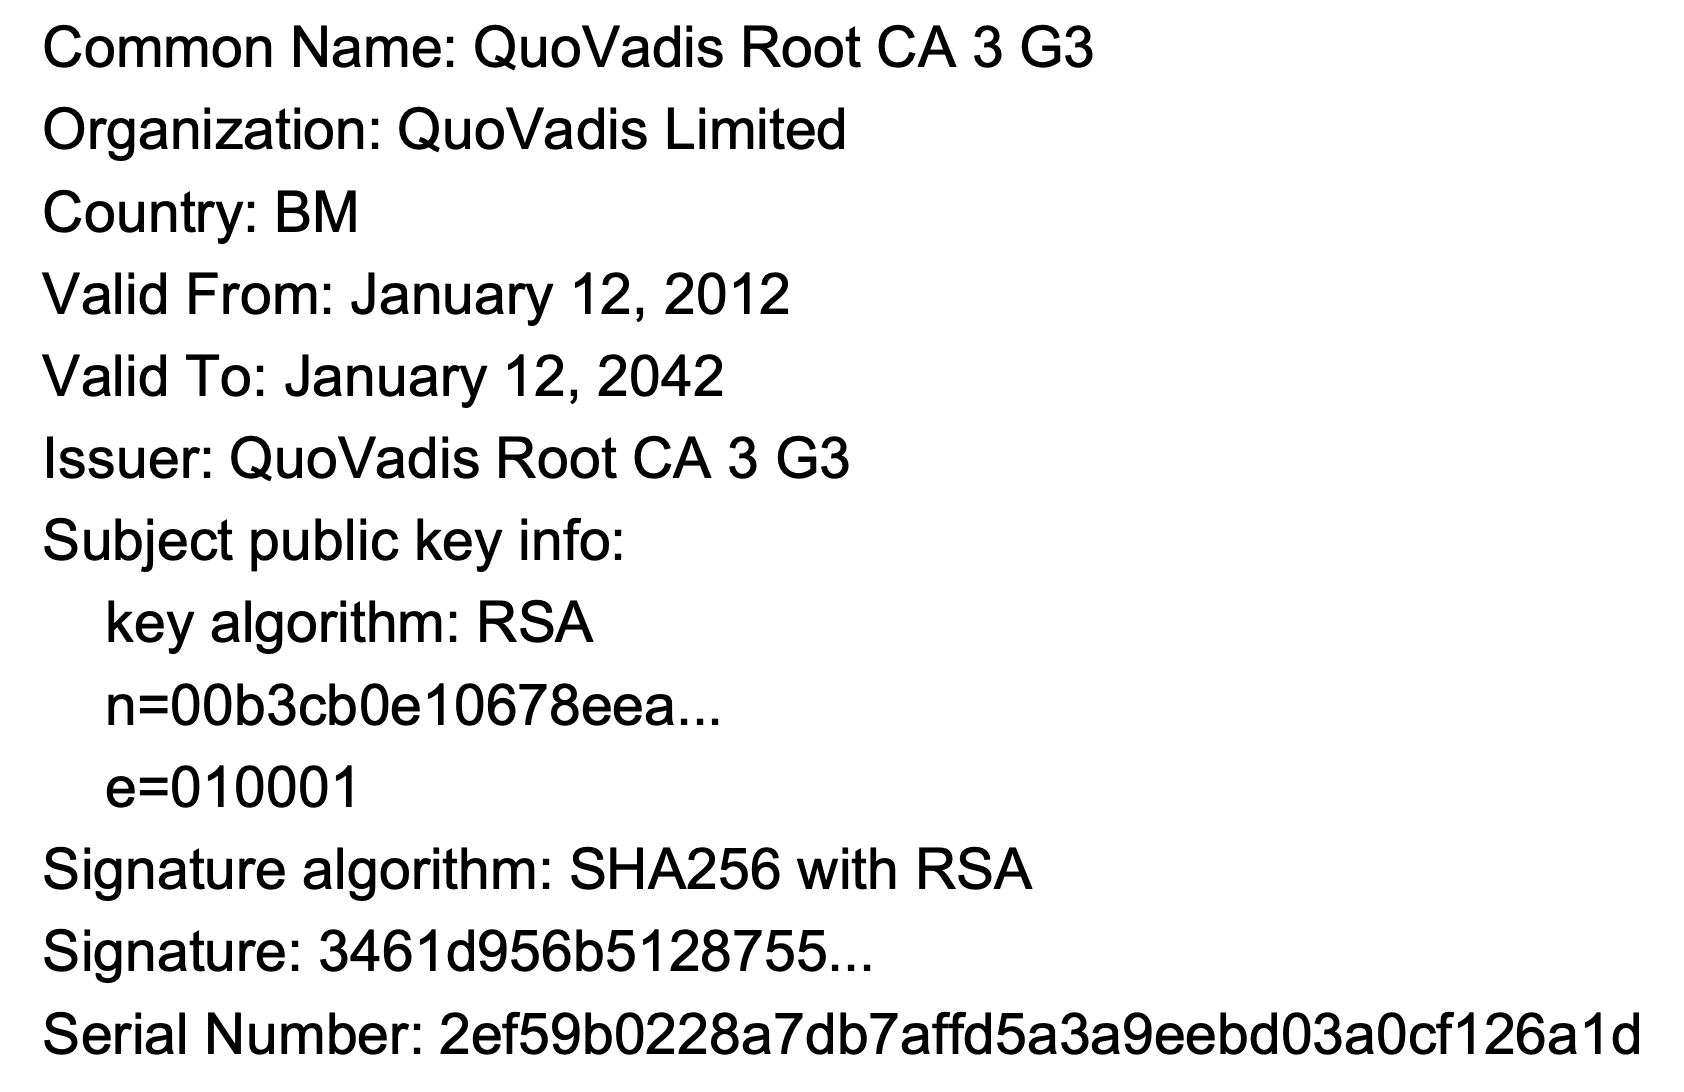 Common Name: QuoVadis Root CA 3 G3
Organization: QuoVadis Limited
Country: BM
Valid From: January 12, 2012
Valid To: January 12, 2042
Issuer: QuoVadis Root CA 3 G3
Subject public key info:
key algorithm: RSA
n=00b3cb0e10678eea...
e=010001
Signature algorithm: SHA256 with RSA
Signature: 3461d956b5128755...
Serial Number: 2ef59b0228a7db7affd5a3a9eebd03a0cf126a1d